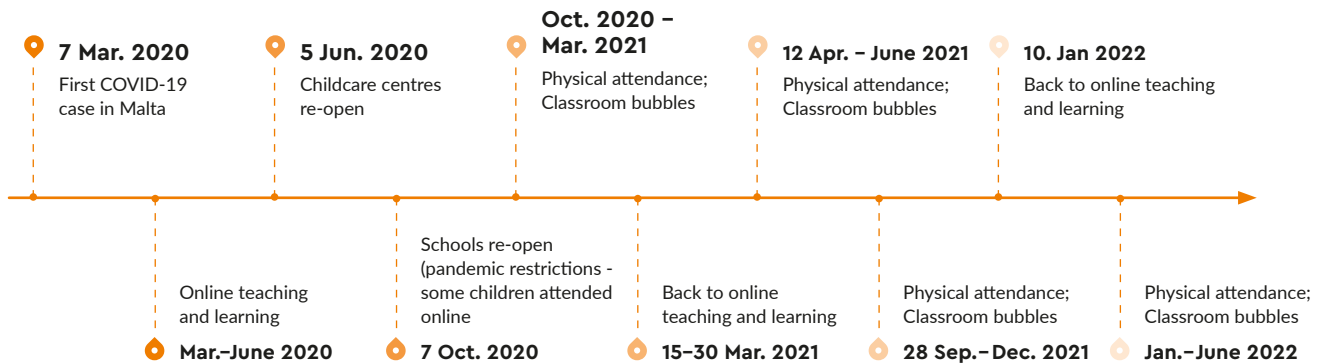 7 Mar. 2020
First COVID-19
case in Malta
Online teaching
and learning
Mar.–June 2020
5 Jun. 2020
Childcare centres
re-open
Schools re-open
(pandemic restrictions -
some children attended
online
7 Oct. 2020
Oct. 2020 –
Mar. 2021
Physical attendance;
Classroom bubbles
Back to online
teaching and learning
15–30 Mar. 2021
12 Apr. – June 2021
Physical attendance;
Classroom bubbles
Physical attendance;
Classroom bubbles
28 Sep.– Dec. 2021
10. Jan 2022
Back to online teaching
and learning
Physical attendance;
Classroom bubbles
Jan.–June 2022